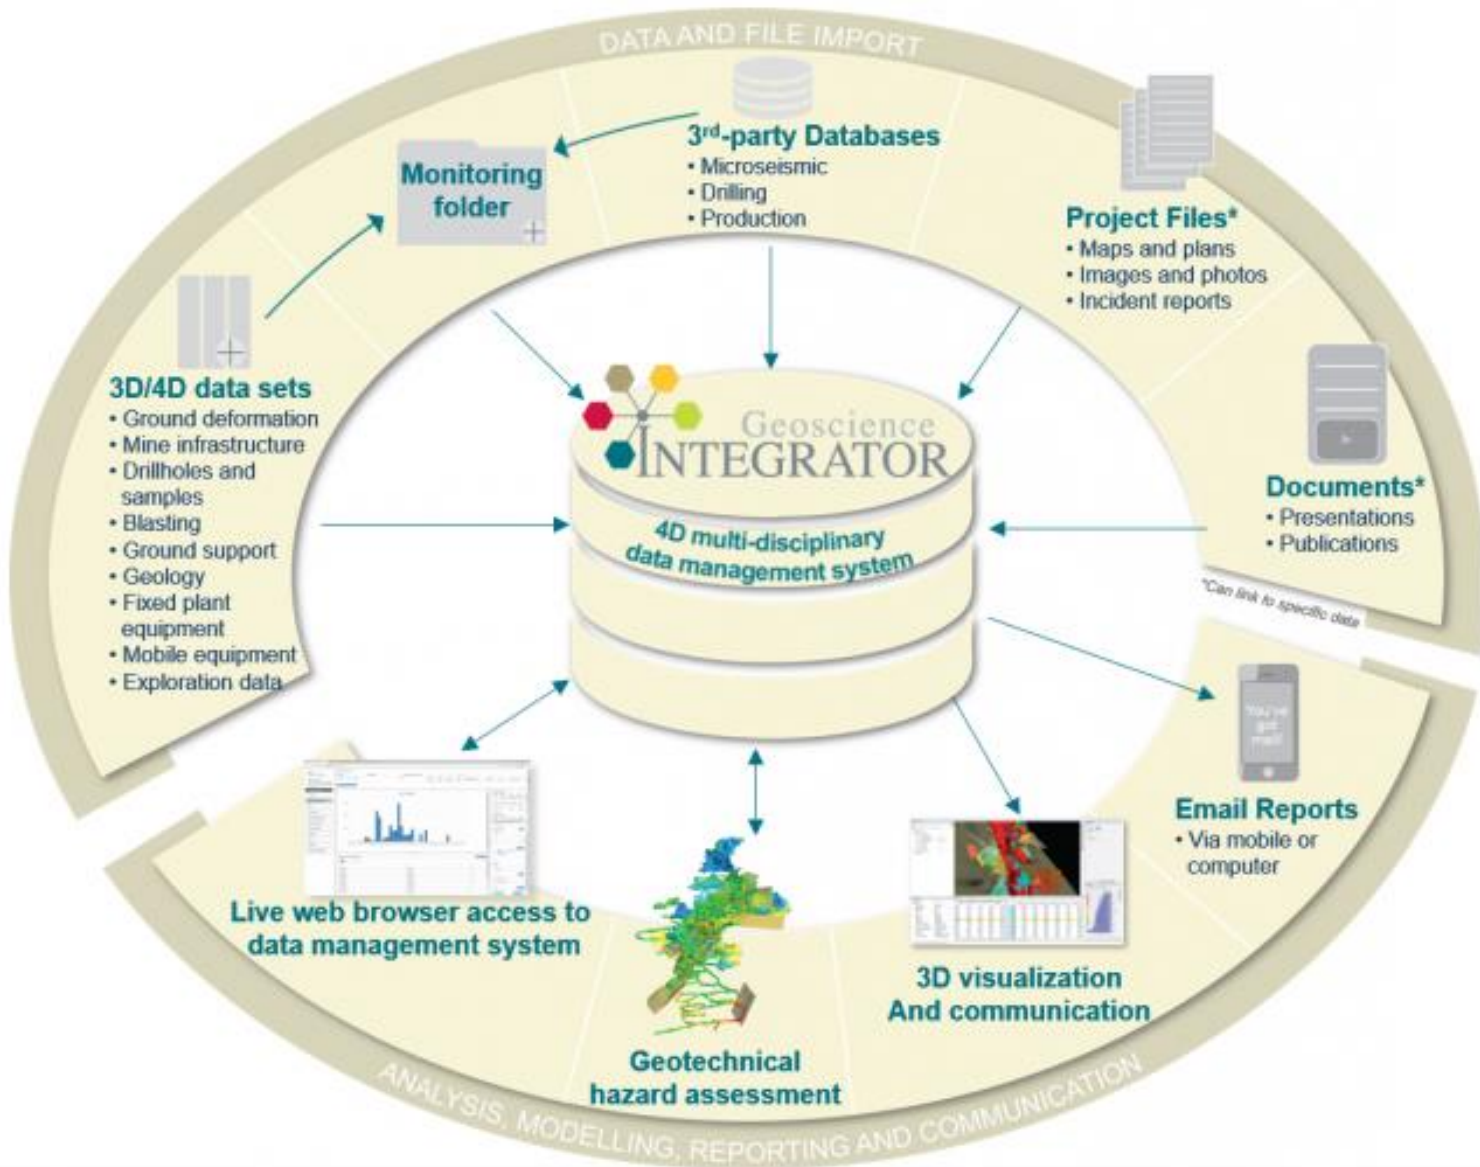 DATA AND FILE IMPORT
3rd-party Databases
• Microseismic
• Drilling
• Production
Monitoring
folder
Project Files*
• Maps and plans
• Images and photos
• Incident reports
3D/4D data sets
• Ground deformation
• Mine infrastructure
• Drillholes and
samples
• Blasting
• Ground support
• Geology
• Fixed plant
equipment
• Mobile equipment
• Exploration data
Geoscience
INTEGRATOR
4D multi-disciplinary
data management system
Documents*
• Presentations
• Publications
*Can link to specific data
You've
got
mail!
Email Reports
• Via mobile or
computer
Live web browser access to
data management system
Geotechnical
hazard assessment
3D visualization
And communication
ANALYSIS, MODELLING, REPORTING AND COMMUNICATION